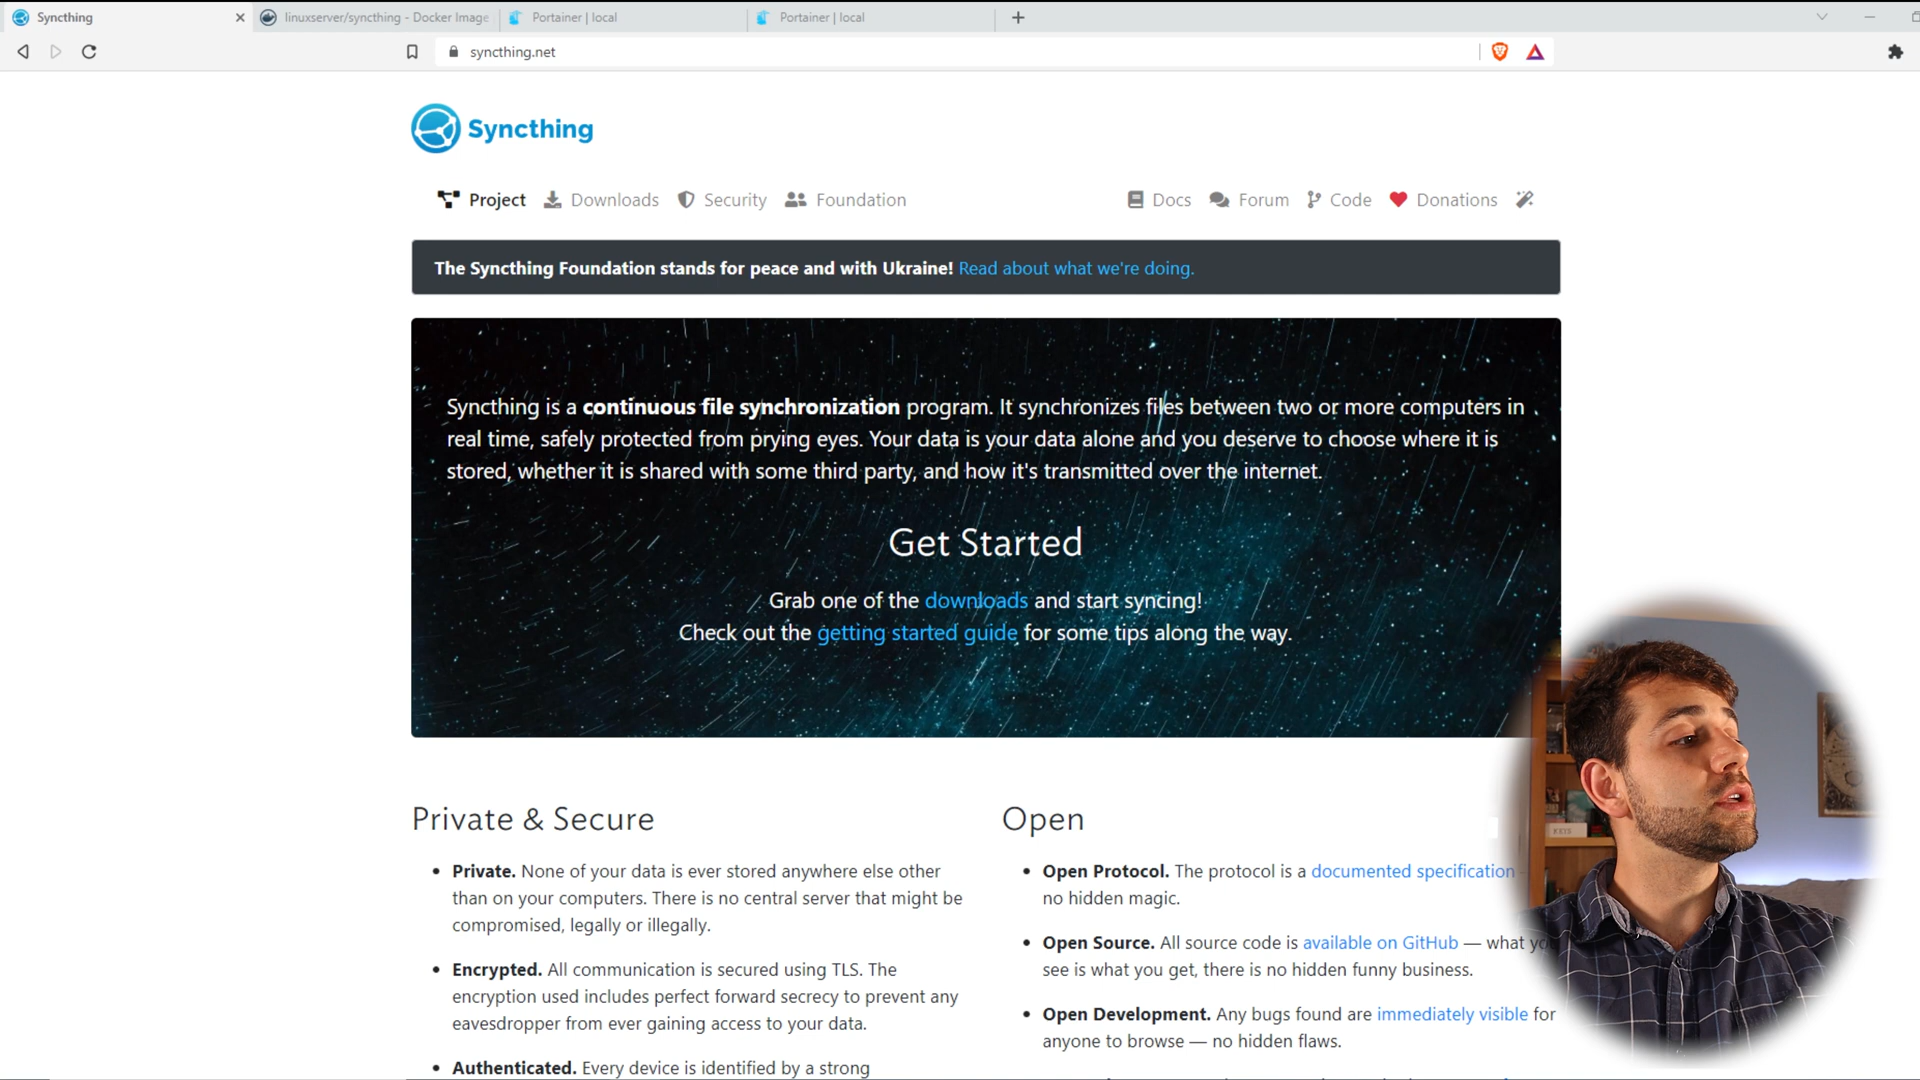 Syncthing
linuxserver/syncthing - Docker Image
Portainer | local
Portainer | local
syncthing.net
Syncthing
Project Downloads Security Foundation Docs Forum Code Donations
The Syncthing Foundation stands for peace and with Ukraine! Read about what we're doing.
Syncthing is a continuous file synchronization program. It synchronizes files between two or more computers in
real time, safely protected from prying eyes. Your data is your data alone and you deserve to choose where it is
stored, whether it is shared with some third party, and how it's transmitted over the internet.
Get Started
Grab one of the downloads and start syncing!
Check out the getting started guide for some tips along the way.
Private & Secure
Private. None of your data is ever stored anywhere else other
than on your computers. There is no central server that might be
compromised, legally or illegally.
Encrypted. All communication is secured using TLS. The
encryption used includes perfect forward secrecy to prevent any
eavesdropper from ever gaining access to your data.
Authenticated. Every device is identified by a strong
Open
Open Protocol. The protocol is a documented specification
no hidden magic.
Open Source. All source code is available on GitHub — what
see is what you get, there is no hidden funny business.
Open Development. Any bugs found are immediately visible for
anyone to browse — no hidden flaws.